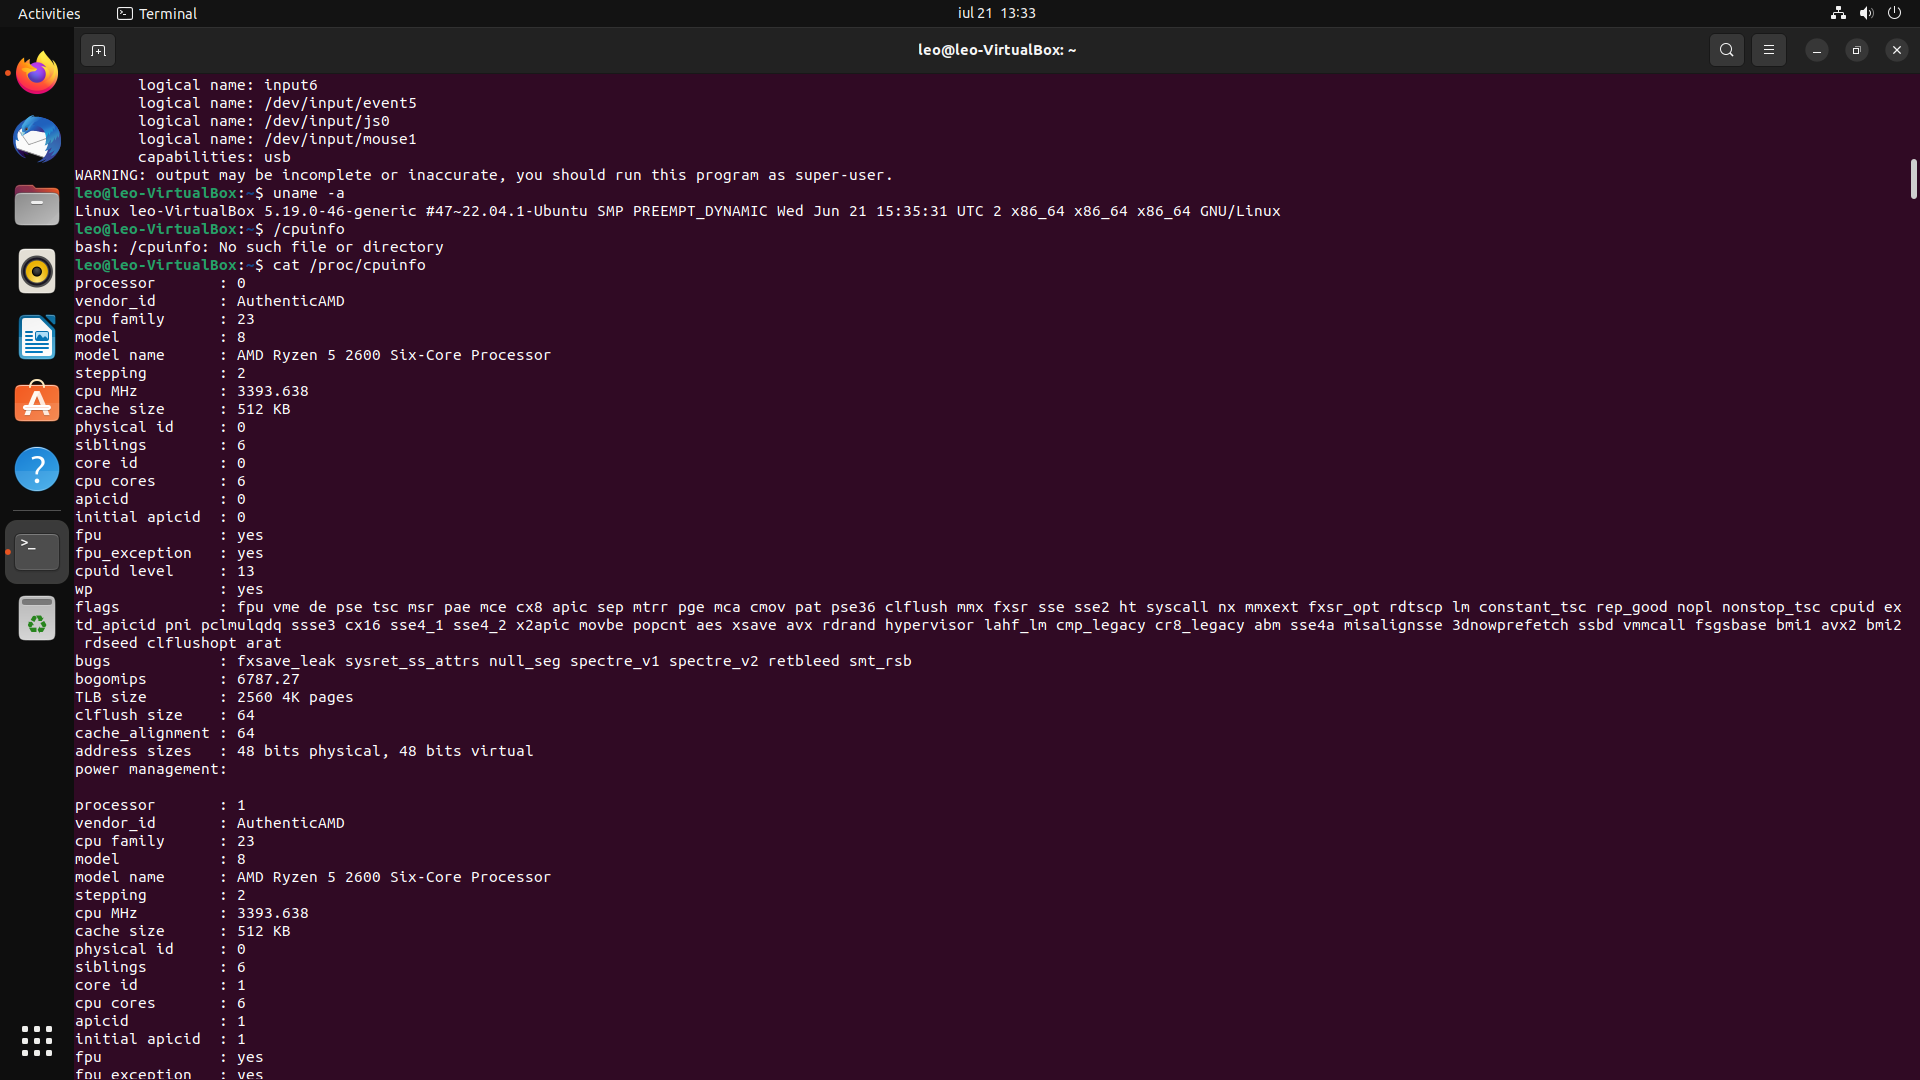 Activities
Terminal
iul 21 13:33
leo@leo-VirtualBox: ~
logical name: input6
logical name: /dev/input/event5
logical name: /dev/input/js0
logical name: /dev/input/mouse1
capabilities: usb
WARNING: output may be incomplete or inaccurate, you should run this program as super-user.
leo@leo-VirtualBox:~$ uname -a
Linux leo-VirtualBox 5.19.0-46-generic #47~22.04.1-Ubuntu SMP PREEMPT_DYNAMIC Wed Jun 21 15:35:31 UTC 2 x86_64 x86_64 x86_64 GNU/Linux
leo@leo-VirtualBox:~$ /cpuinfo
bash: /cpuinfo: No such file or directory
leo@leo-VirtualBox:~$ cat /proc/cpuinfo
processor : 0
vendor_id : AuthenticAMD
cpu family : 23
model : 8
model name : AMD Ryzen 5 2600 Six-Core Processor
stepping : 2
cpu MHz : 3393.638
cache size : 512 KB
physical id : 0
siblings : 6
core id : 0
cpu cores : 6
apicid : 0
initial apicid : 0
fpu : yes
fpu_exception : yes
cpuid level : 13
wp : yes
flags : fpu vme de pse tsc msr pae mce cx8 apic sep mtrr pge mca cmov pat pse36 clflush mmx fxsr sse sse2 ht syscall nx mmxext fxsr_opt rdtscp lm constant_tsc rep_good nopl nonstop_tsc cpuid ex
td_apicid pni pclmulqdq ssse3 cx16 sse4_1 sse4_2 x2apic movbe popcnt aes xsave avx rdrand hypervisor lahf_lm cmp_legacy cr8_legacy abm sse4a misalignsse 3dnowprefetch ssbd vmmcall fsgsbase bmi1 avx2 bmi2
rdseed clflushopt arat
bugs : fxsave_leak sysret_ss_attrs null_seg spectre_v1 spectre_v2 retbleed smt_rsb
bogomips : 6787.27
TLB size : 2560 4K pages
clflush size : 64
cache_alignment : 64
address sizes : 48 bits physical, 48 bits virtual
power management:
processor : 1
vendor_id : AuthenticAMD
cpu family : 23
model : 8
model name : AMD Ryzen 5 2600 Six-Core Processor
stepping : 2
cpu MHz : 3393.638
cache size : 512 KB
physical id : 0
siblings : 6
core id : 1
cpu cores : 6
apicid : 1
initial apicid : 1
fpu : yes
fpu_exception : yes